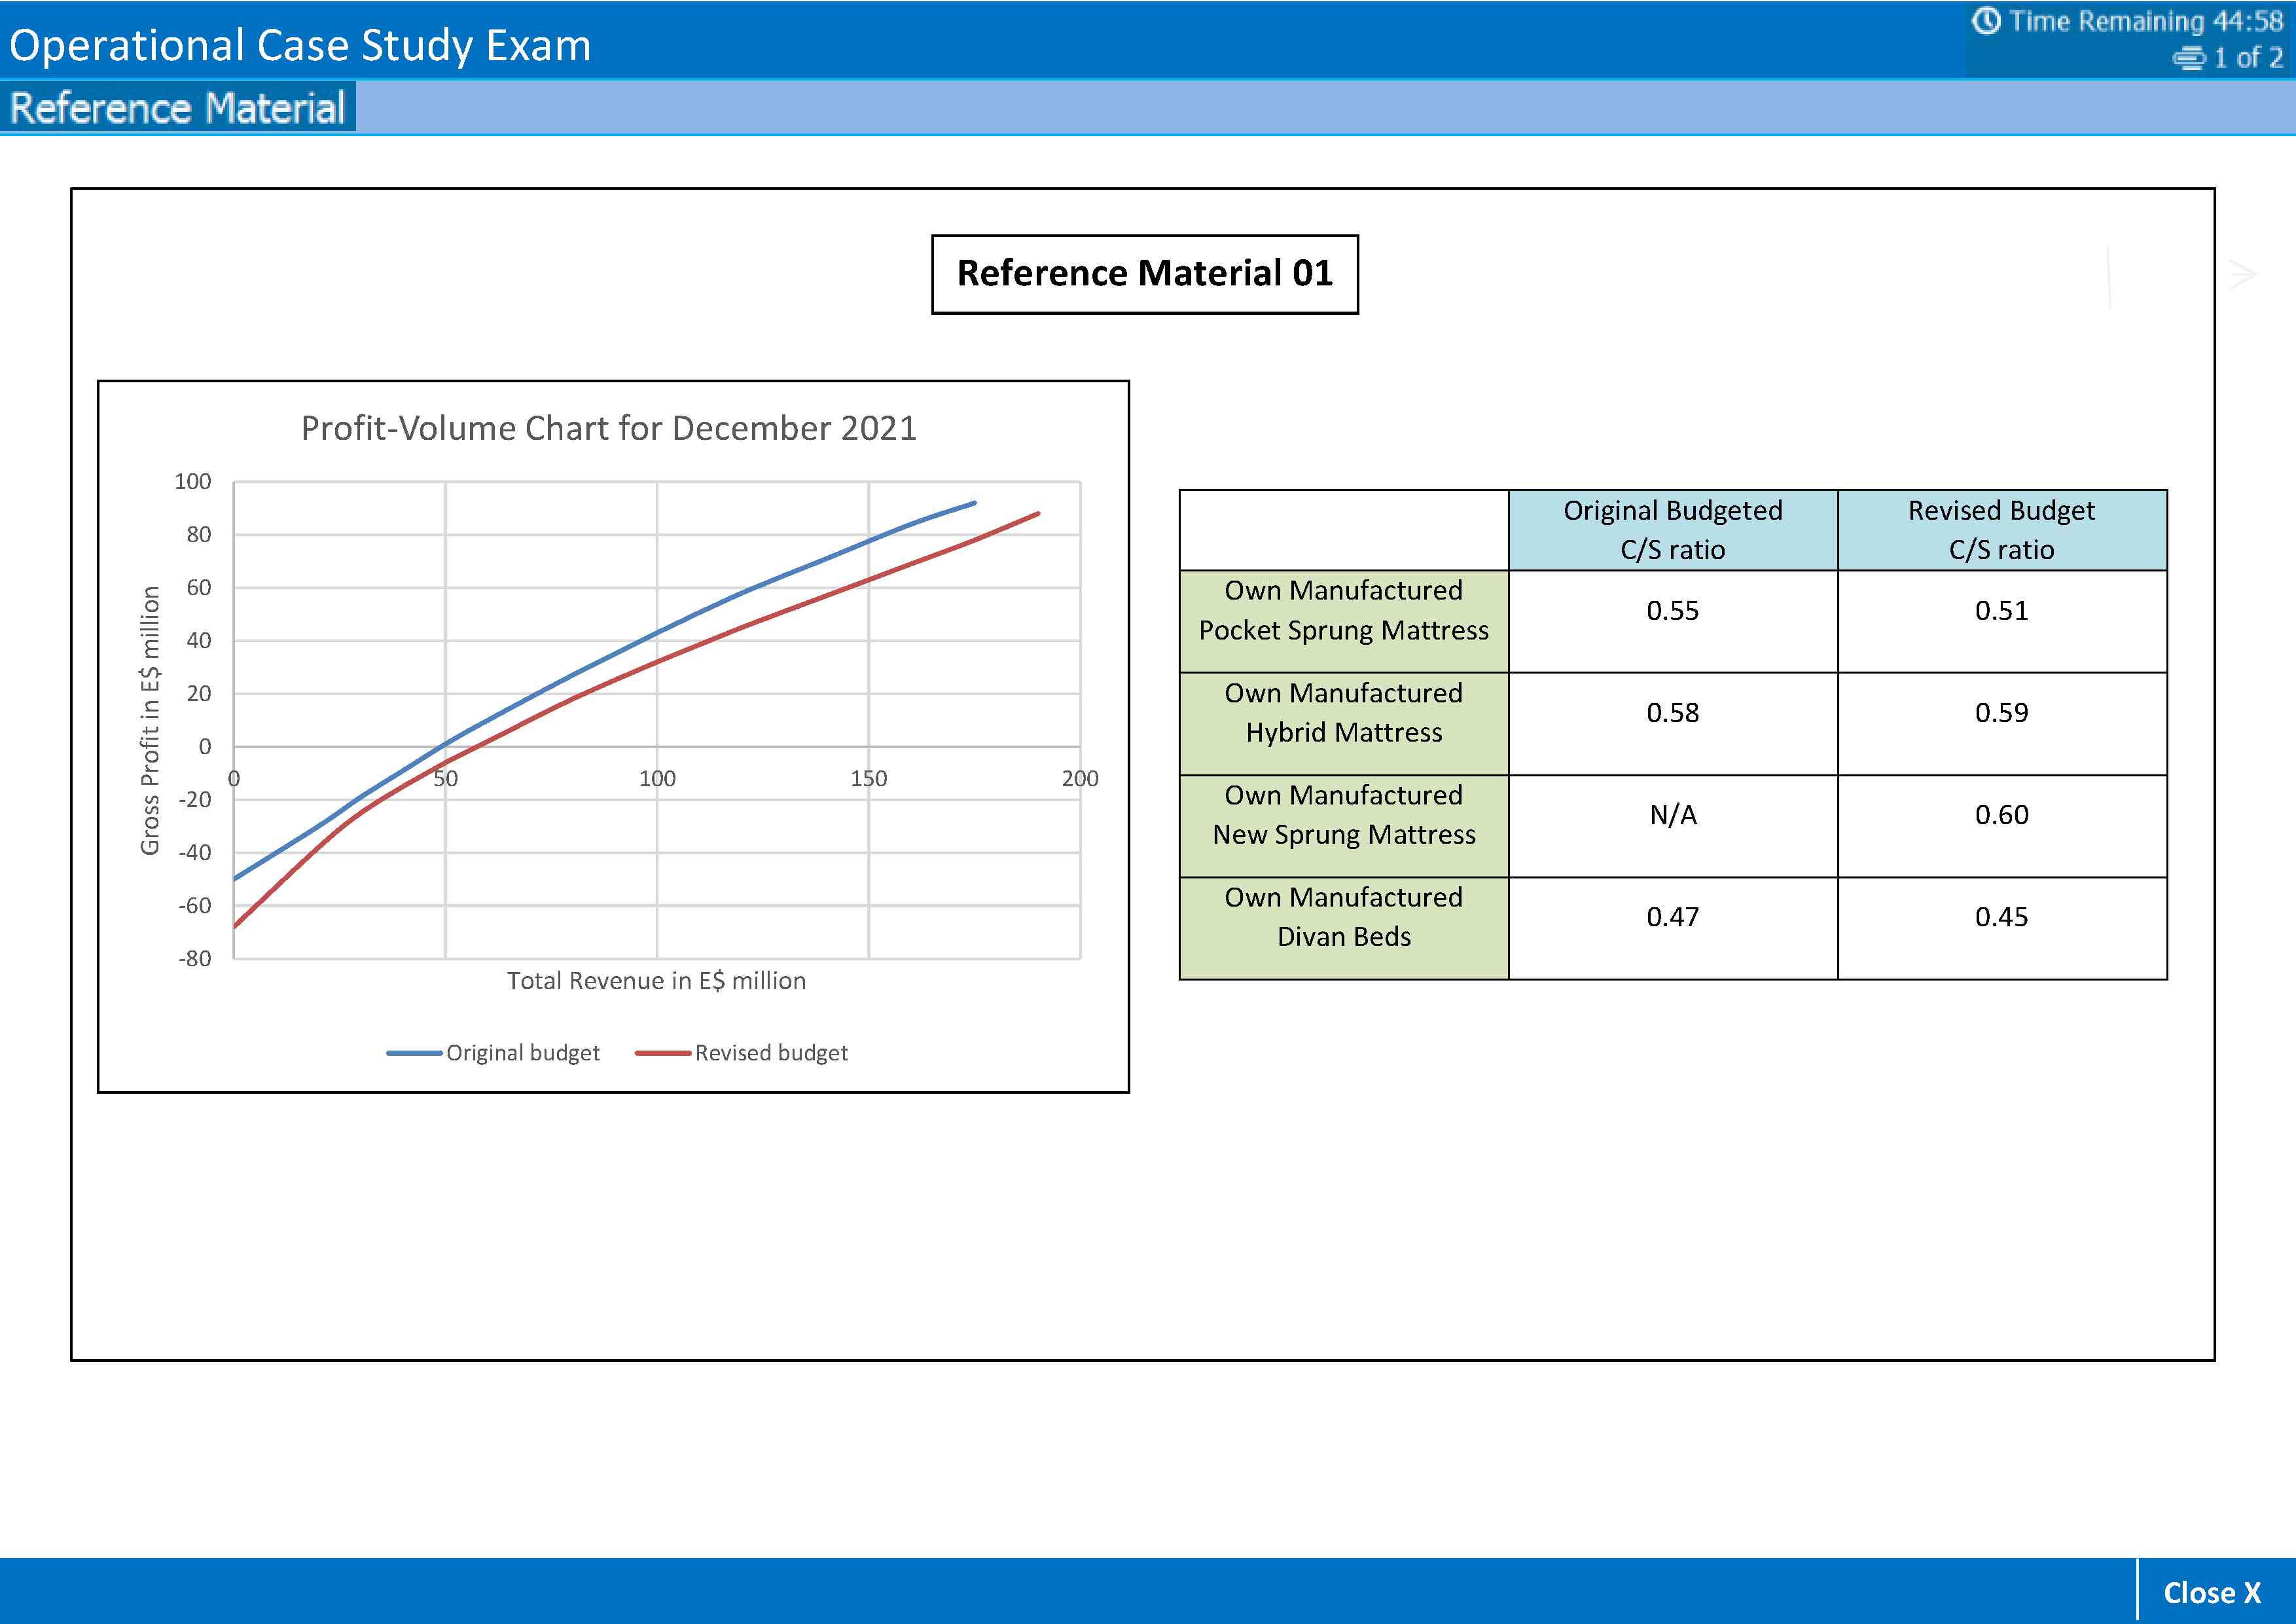 Operational Case Study Exam
Time Remaining 44:58
1 of 2
Reference Material
Reference Material 01
Profit-Volume Chart for December 2021
100
80
60
40
20
0
-20
-40
-60
-80
Gross Profit in E$ million
0 50 100 150 200
Total Revenue in E$ million
Original budget Revised budget
Original Budgeted
C/S ratio
Revised Budget
C/S ratio
Own Manufactured
Pocket Sprung Mattress
0.55
0.51
Own Manufactured
Hybrid Mattress
0.58
0.59
Own Manufactured
New Sprung Mattress
N/A
0.60
Own Manufactured
Divan Beds
0.47
0.45
Close X